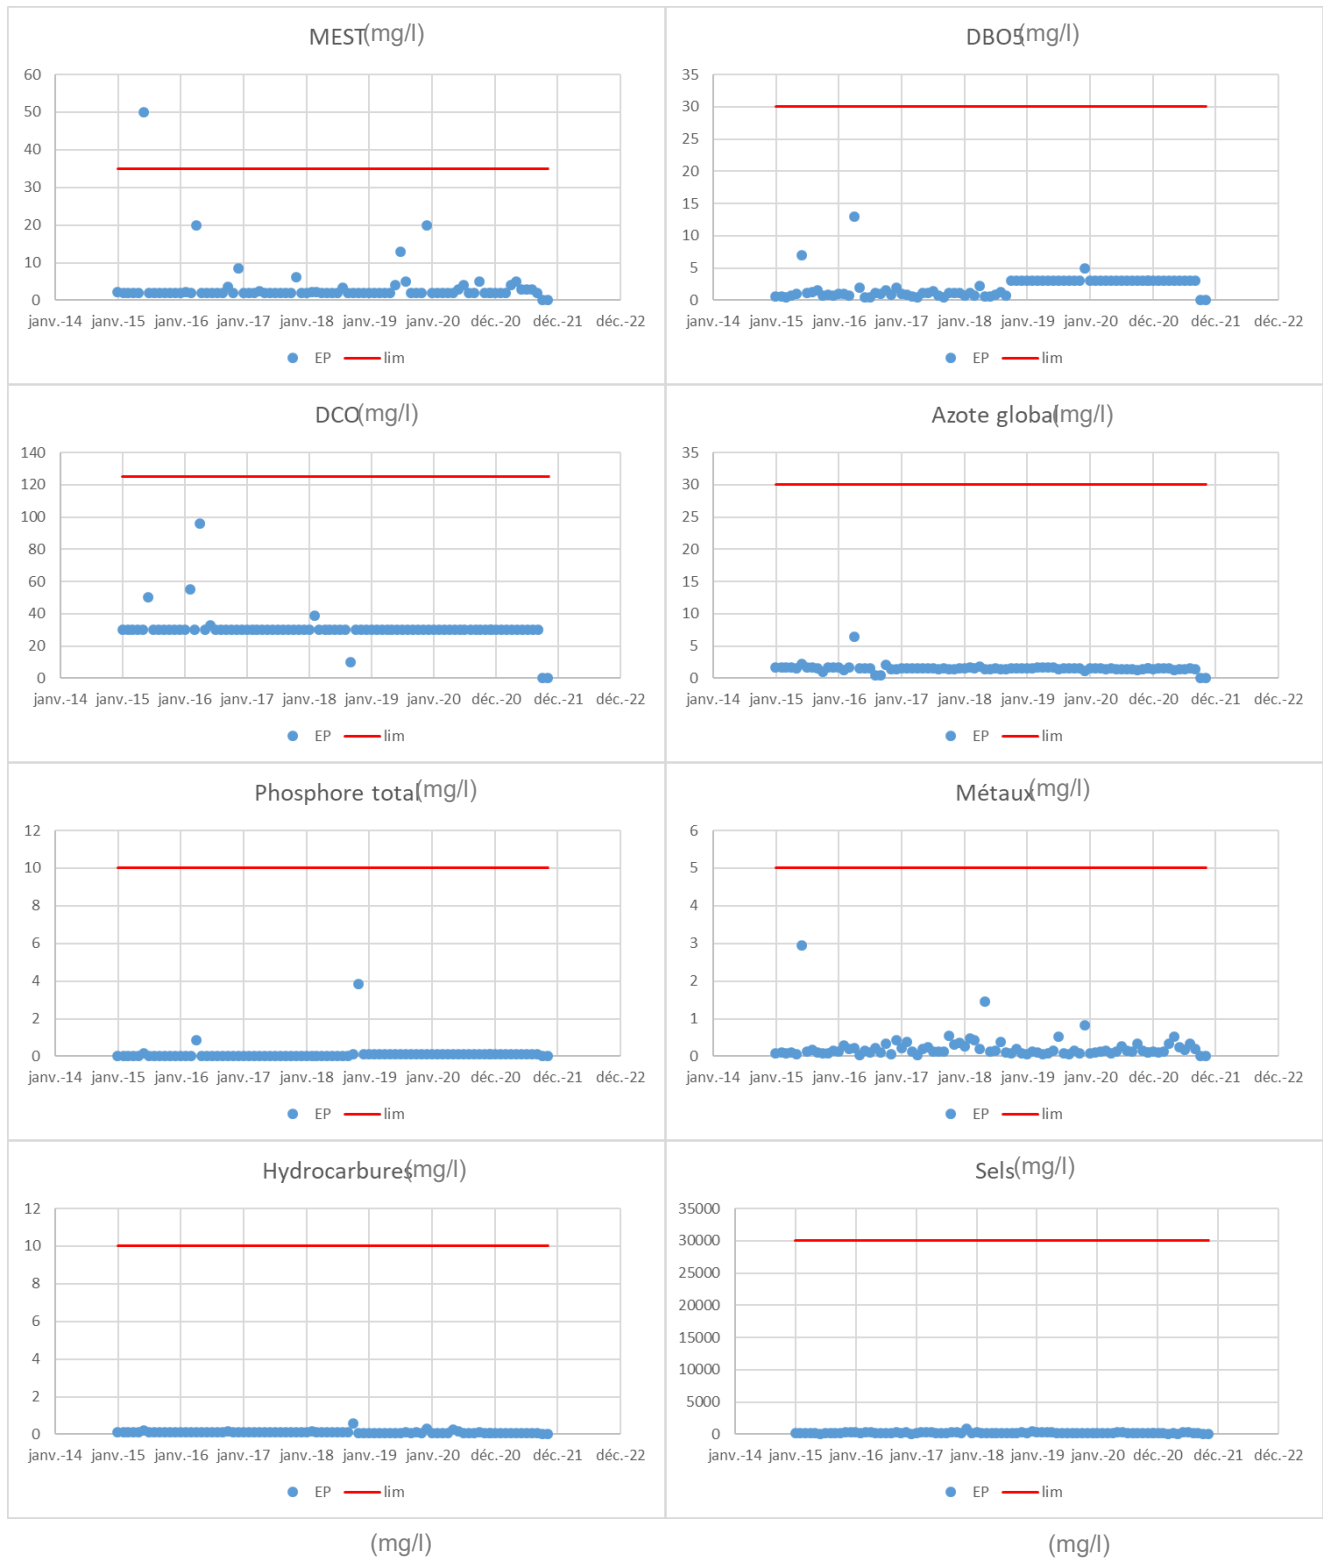 MEST(mg/l)
60
50
40
30
20
10
0
janv.-14 janv.-15 janv.-16 janv.-17 janv.-18 janv.-19 janv.-20 déc.-20 déc.-21 déc.-22
EP lim
DBO5(mg/l)
35
30
25
20
15
10
5
0
janv.-14 janv.-15 janv.-16 janv.-17 janv.-18 janv.-19 janv.-20 déc.-20 déc.-21 déc.-22
EP lim
DCO(mg/l)
140
120
100
80
60
40
20
0
janv.-14 janv.-15 janv.-16 janv.-17 janv.-18 janv.-19 janv.-20 déc.-20 déc.-21 déc.-22
EP lim
Azote global(mg/l)
35
30
25
20
15
10
5
0
janv.-14 janv.-15 janv.-16 janv.-17 janv.-18 janv.-19 janv.-20 déc.-20 déc.-21 déc.-22
EP lim
Phosphore total(mg/l)
12
10
8
6
4
2
0
janv.-14 janv.-15 janv.-16 janv.-17 janv.-18 janv.-19 janv.-20 déc.-20 déc.-21 déc.-22
EP lim
Métaux(mg/l)
6
5
4
3
2
1
0
janv.-14 janv.-15 janv.-16 janv.-17 janv.-18 janv.-19 janv.-20 déc.-20 déc.-21 déc.-22
EP lim
Hydrocarbures(mg/l)
12
10
8
6
4
2
0
janv.-14 janv.-15 janv.-16 janv.-17 janv.-18 janv.-19 janv.-20 déc.-20 déc.-21 déc.-22
EP lim
Sels(mg/l)
35000
30000
25000
20000
15000
10000
5000
0
janv.-14 janv.-15 janv.-16 janv.-17 janv.-18 janv.-19 janv.-20 déc.-20 déc.-21 déc.-22
EP lim
(mg/l)
(mg/l)